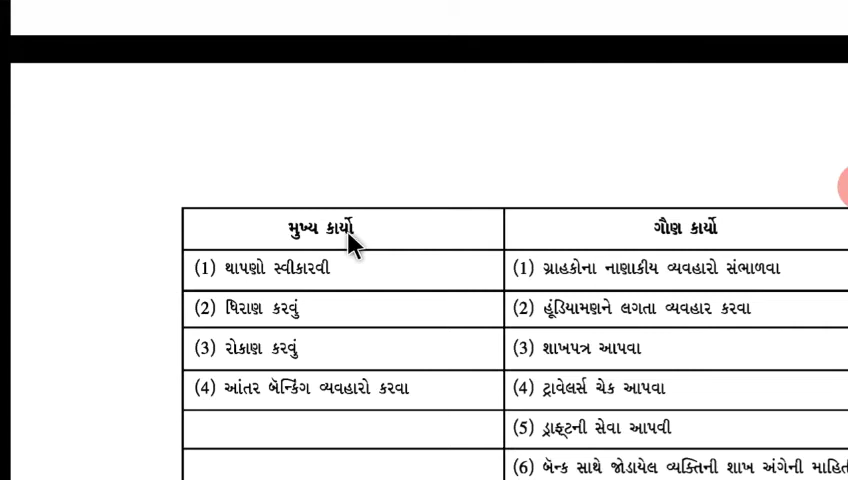 મુખ્ય કાર્યો ગૌણ કાર્યો
(1) થાપણો સ્વીકારવી (1) ગ્રાહકોના નાણાકીય વ્યવહારો સંભાળવા
(2) ધિરાણ કરવું (2) હૂંડિયામણને લગતા વ્યવહાર કરવા
(3) રોકાણ કરવું (3) શાખપત્ર આપવા
(4) આંતર બૅન્કિંગ વ્યવહારો કરવા (4) ટ્રાવેલર્સ ચેક આપવા
(5) ડ્રાફ્ટની સેવા આપવી
(6) બૅન્ક સાથે જોડાયેલ વ્યક્તિની શાખ અંગેની